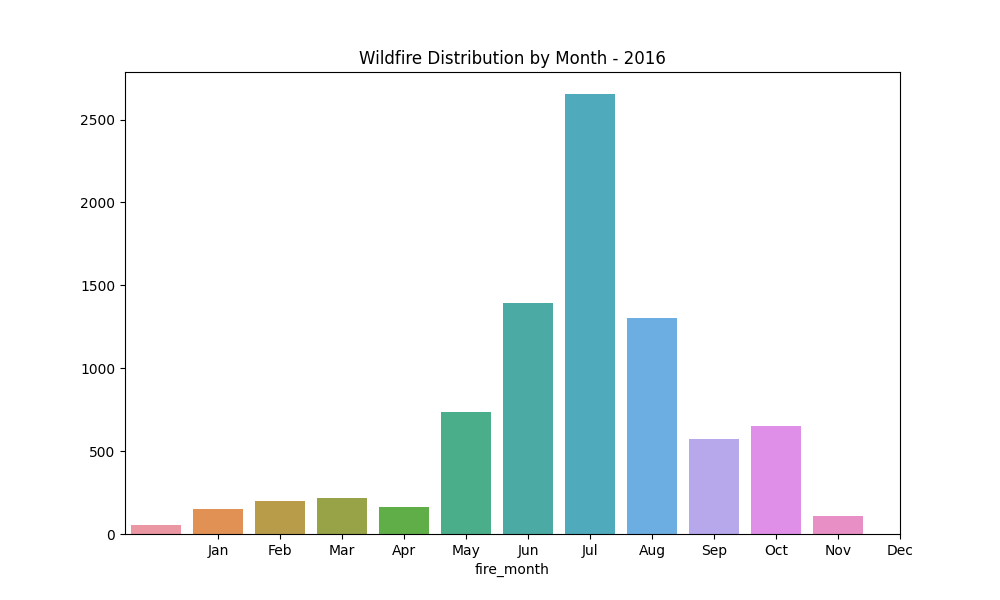 Wildfire Distribution by Month - 2016
2500
2000
1500
1000
500
0
Jan Feb Mar Apr May Jun Jul Aug Sep Oct Nov Dec
fire_month